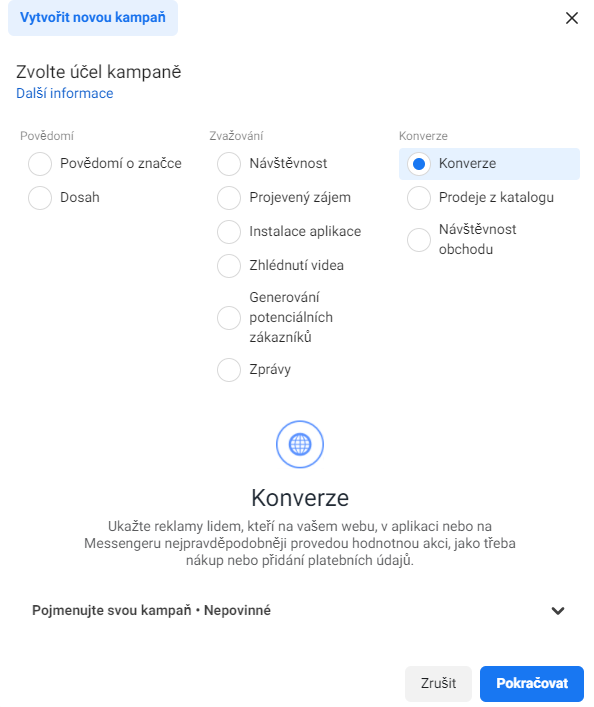 Vytvořit novou kampaň
Zvolte účel kampaně
Další informace
Povědomí
Povědomí o značce
Dosah
Zvažování
Návštěvnost
Projevený zájem
Instalace aplikace
Zhlédnutí videa
Generování
potenciálních
zákazníků
Zprávy
Konverze
Konverze
Prodeje z katalogu
Návštěvnost
obchodu
Konverze
Ukažte reklamy lidem, kteří na vašem webu, v aplikaci nebo na
Messengeru nejpravděpodobněji provedou hodnotnou akci, jako třeba
nákup nebo přidání platebních údajů.
Pojmenujte svou kampaň • Nepovinné
Zrušit
Pokračovat